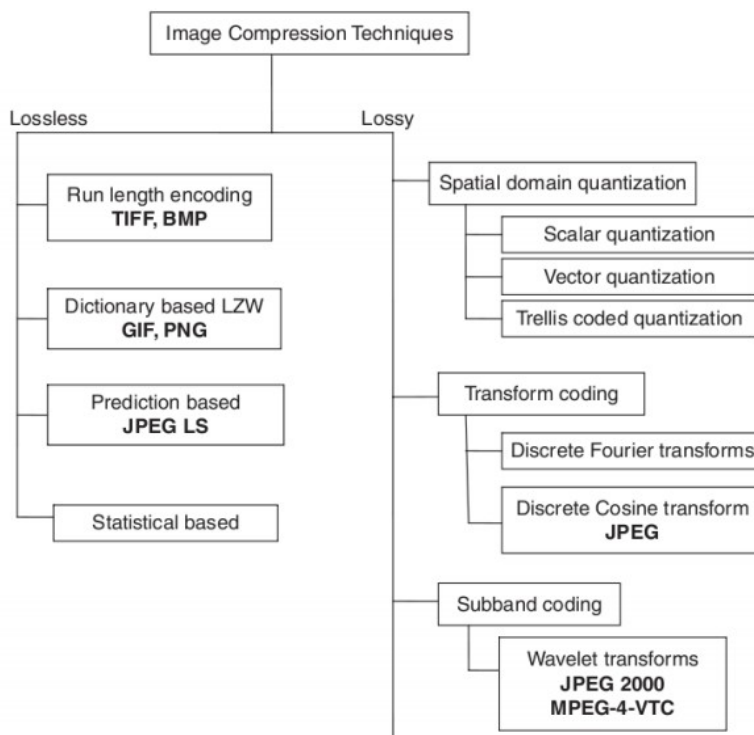 Image Compression Techniques
Lossless
Lossy
Run length encoding
TIFF, BMP
Dictionary based LZW
GIF, PNG
Prediction based
JPEG LS
Statistical based
Spatial domain quantization
Scalar quantization
Vector quantization
Trellis coded quantization
Transform coding
Discrete Fourier transforms
Discrete Cosine transform
JPEG
Subband coding
Wavelet transforms
JPEG 2000
MPEG-4-VTC